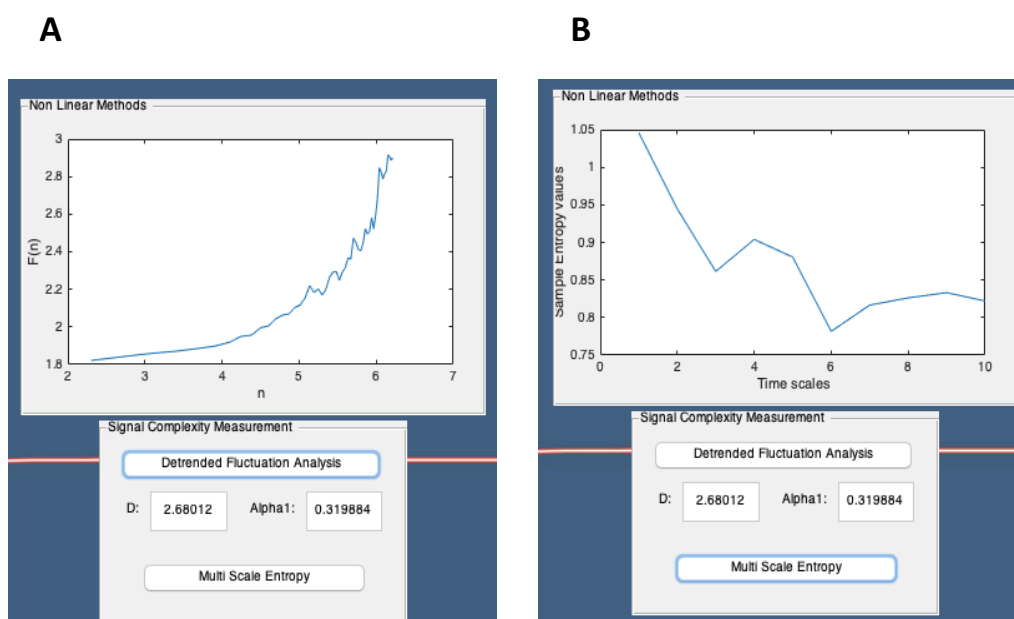 A
Non Linear Methods
F(n)
3
2.8
2.6
2.4
2.2
2
1.8
2 3 4 5 6 7
n
Signal Complexity Measurement
Detrended Fluctuation Analysis
D: 2.68012 Alpha1: 0.319884
Multi Scale Entropy
B
Non Linear Methods
Sample Entropy values
1.05
1
0.95
0.9
0.85
0.8
0.75
0 2 4 6 8 10
Time scales
Signal Complexity Measurement
Detrended Fluctuation Analysis
D: 2.68012 Alpha1: 0.319884
Multi Scale Entropy